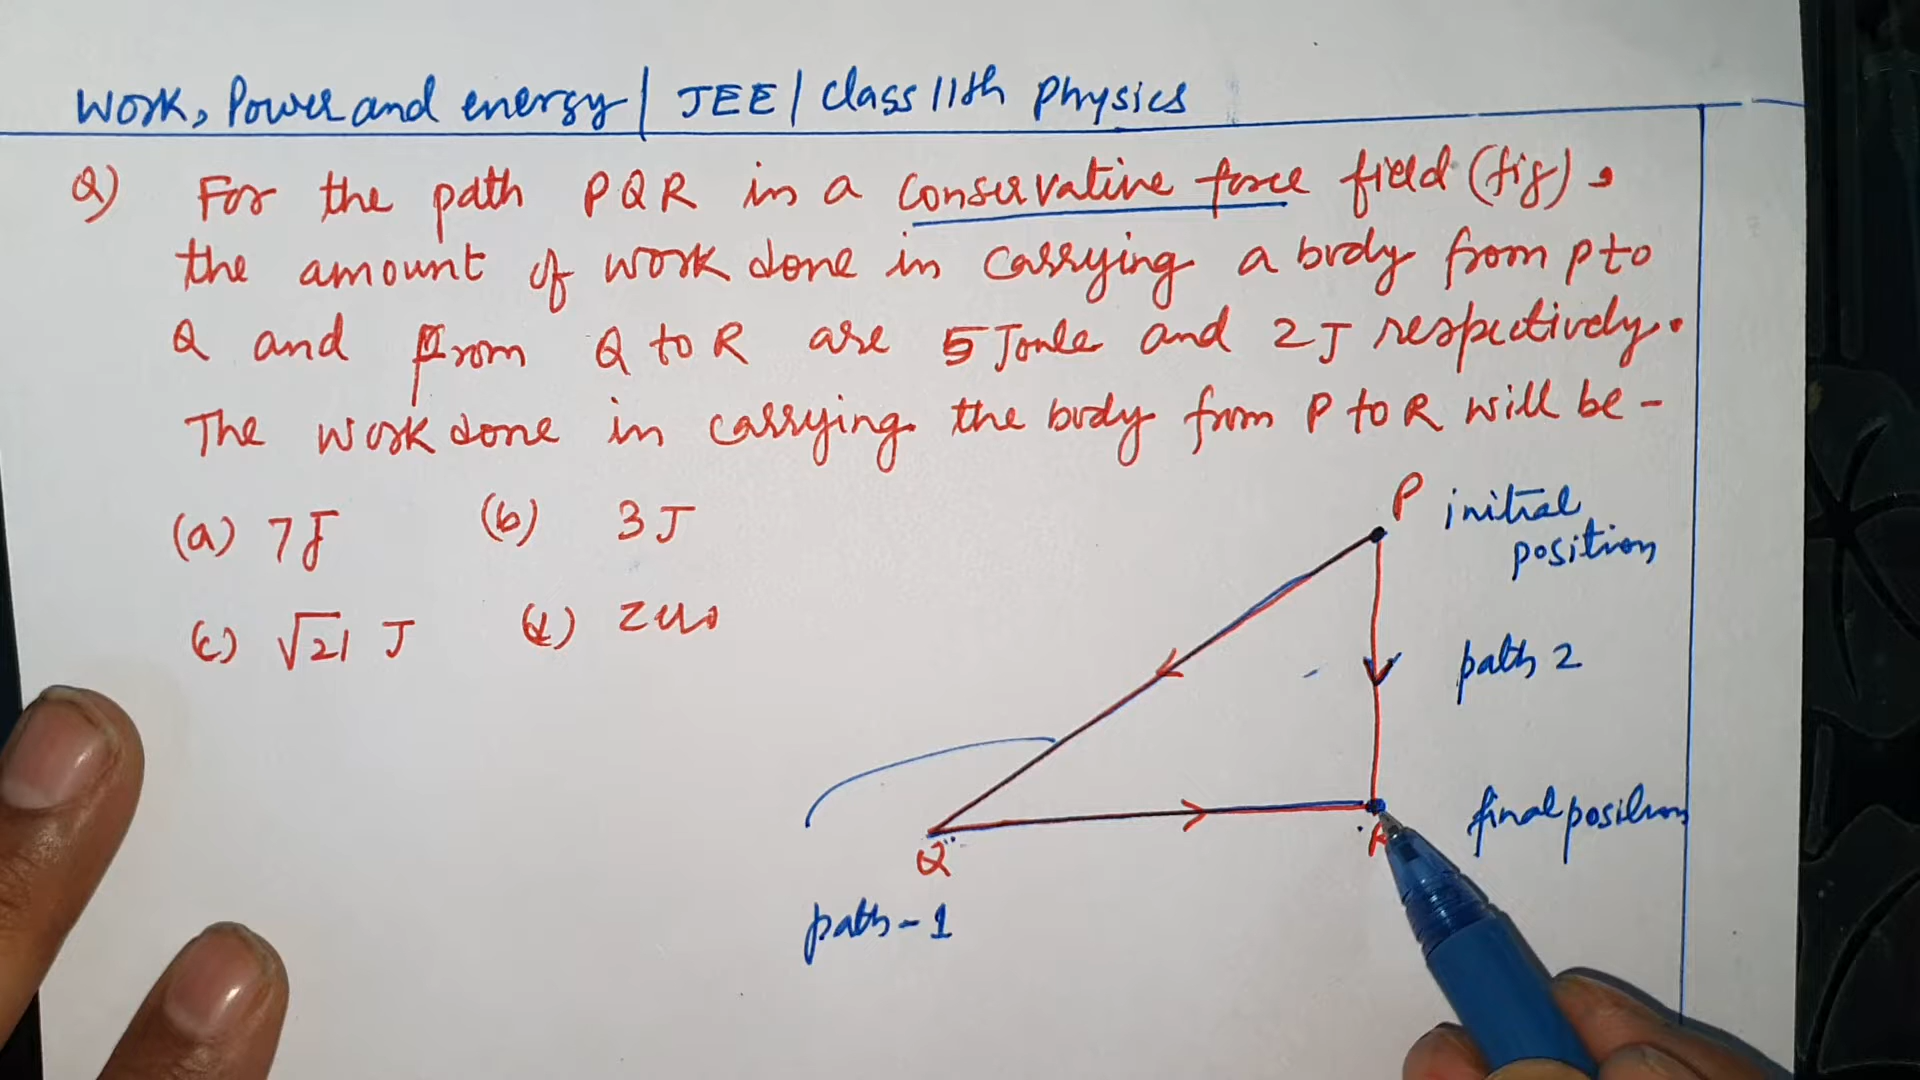 Work, Power and energy / JEE / class 11th Physics
Q) For the path PQR in a conservative force field (fig).
the amount of work done in carrying a body from P to
Q and from Q to R are 5 Joule and 2J respectively.
The work done in carrying the body from P to R will be-
(a) 7J (b) 3 J
(c) √21 J (d) zero
P initial
position
path 2
final position
Q R
path-1